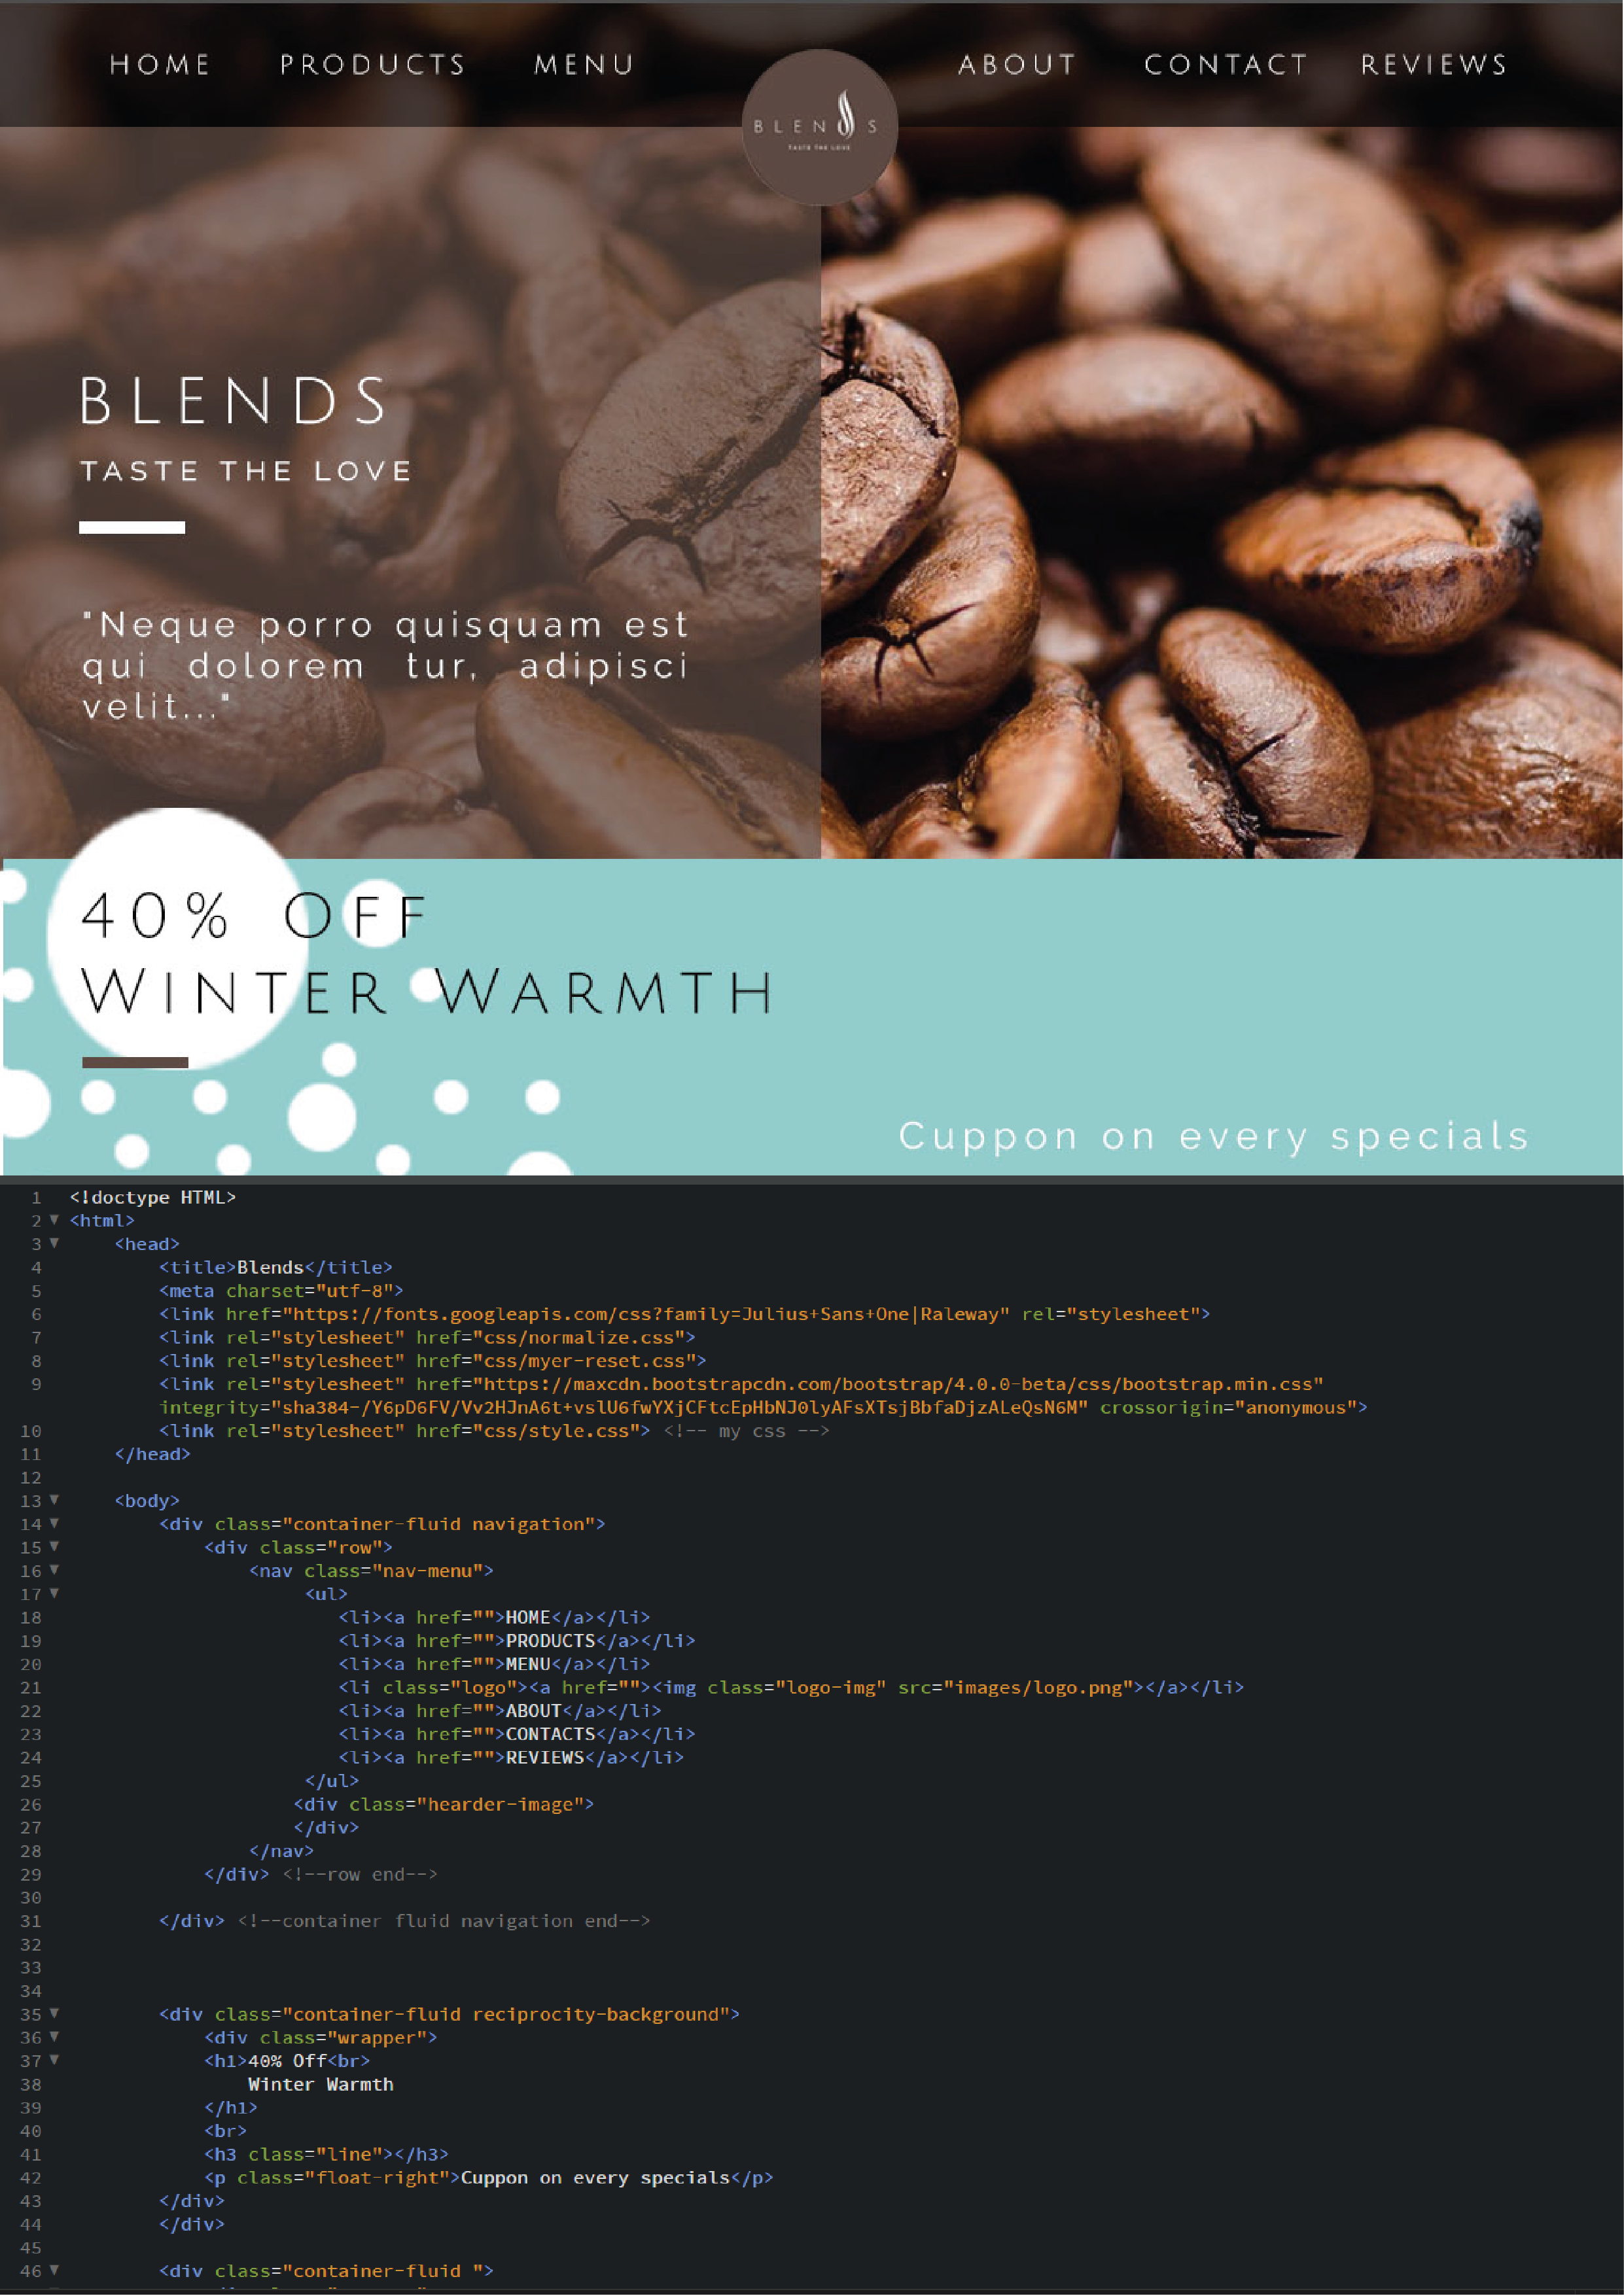 HOME PRODUCTS MENU ABOUT CONTACT REVIEWS
BLENDS
TASTE THE LOVE
BLENDS
TASTE THE LOVE
"Neque porro quisquam est
qui dolorem tur, adipisci
velit..."
40% OFF
WINTER WARMTH
Cuppon on every specials
1 <!doctype HTML>
2 <html>
3 <head>
4 <title>Blends</title>
5 <meta charset="utf-8">
6 <link href="https://fonts.googleapis.com/css?family=Julius+Sans+One|Raleway" rel="stylesheet">
7 <link rel="stylesheet" href="css/normalize.css">
8 <link rel="stylesheet" href="css/myer-reset.css">
9 <link rel="stylesheet" href="https://maxcdn.bootstrapcdn.com/bootstrap/4.0.0-beta/css/bootstrap.min.css"
integrity="sha384-/Y6pD6FV/Vv2HJnA6t+vslU6fwYXjCFtcEpHbNJ0lyAFsXTsjBbfaDjzALeQsN6M" crossorigin="anonymous">
10 <link rel="stylesheet" href="css/style.css"> <!-- my css -->
11 </head>
12
13 <body>
14 <div class="container-fluid navigation">
15 <div class="row">
16 <nav class="nav-menu">
17 <ul>
18 <li><a href="">HOME</a></li>
19 <li><a href="">PRODUCTS</a></li>
20 <li><a href="">MENU</a></li>
21 <li class="logo"><a href=""><img class="logo-img" src="images/logo.png"></a></li>
22 <li><a href="">ABOUT</a></li>
23 <li><a href="">CONTACTS</a></li>
24 <li><a href="">REVIEWS</a></li>
25 </ul>
26 <div class="hearder-image">
27 </div>
28 </nav>
29 </div> <!--row end-->
30
31 </div> <!--container fluid navigation end-->
32
33
34
35 <div class="container-fluid reciprocity-background">
36 <div class="wrapper">
37 <h1>40% Off<br>
38 Winter Warmth
39 </h1>
40 <br>
41 <h3 class="line"></h3>
42 <p class="float-right">Cuppon on every specials</p>
43 </div>
44 </div>
45
46 <div class="container-fluid ">